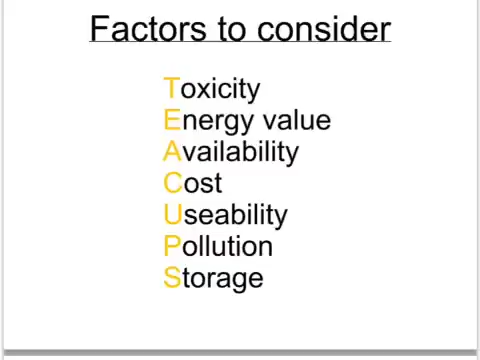 Factors to consider
Toxicity
Energy value
Availability
Cost
Useability
Pollution
Storage